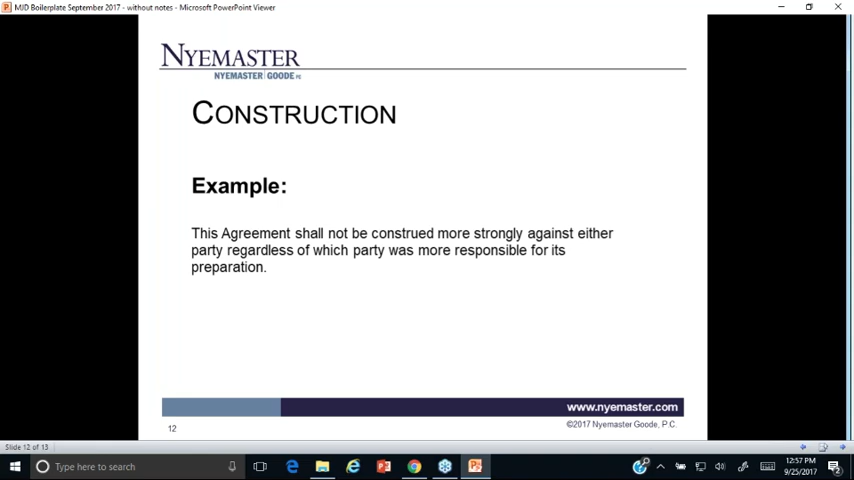 MJD Boilerplate September 2017 - without notes - Microsoft PowerPoint Viewer
NYEMASTER
NYEMASTER | GOODE PC
CONSTRUCTION
Example:
This Agreement shall not be construed more strongly against either
party regardless of which party was more responsible for its
preparation.
www.nyemaster.com
12
©2017 Nyemaster Goode, P.C.
Slide 12 of 13
Type here to search
12:57 PM
9/25/2017
2